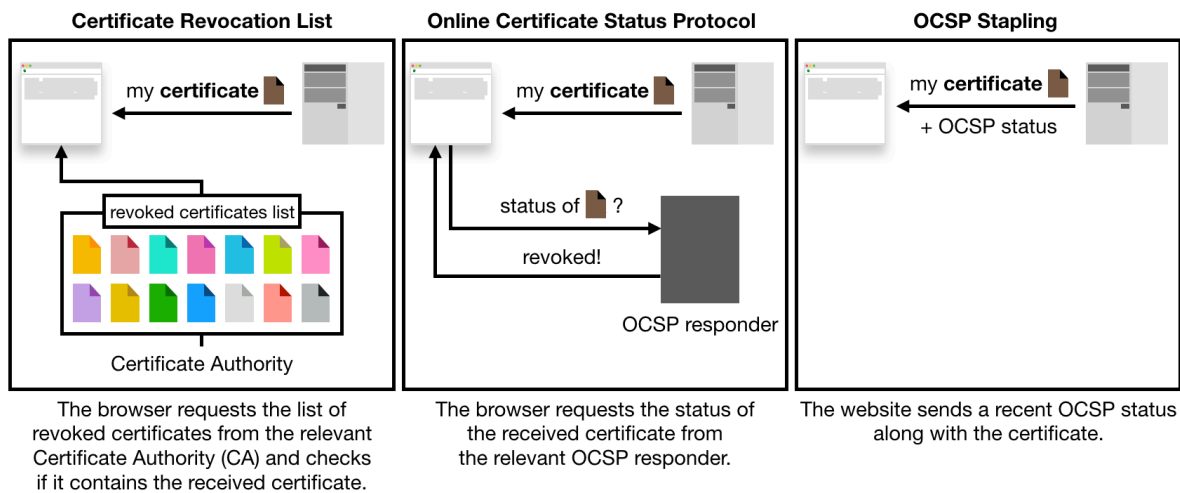 Certificate Revocation List
my certificate
revoked certificates list
Certificate Authority
The browser requests the list of
revoked certificates from the relevant
Certificate Authority (CA) and checks
if it contains the received certificate.
Online Certificate Status Protocol
my certificate
status of ?
revoked!
OCSP responder
The browser requests the status of
the received certificate from
the relevant OCSP responder.
OCSP Stapling
my certificate
+ OCSP status
The website sends a recent OCSP status
along with the certificate.